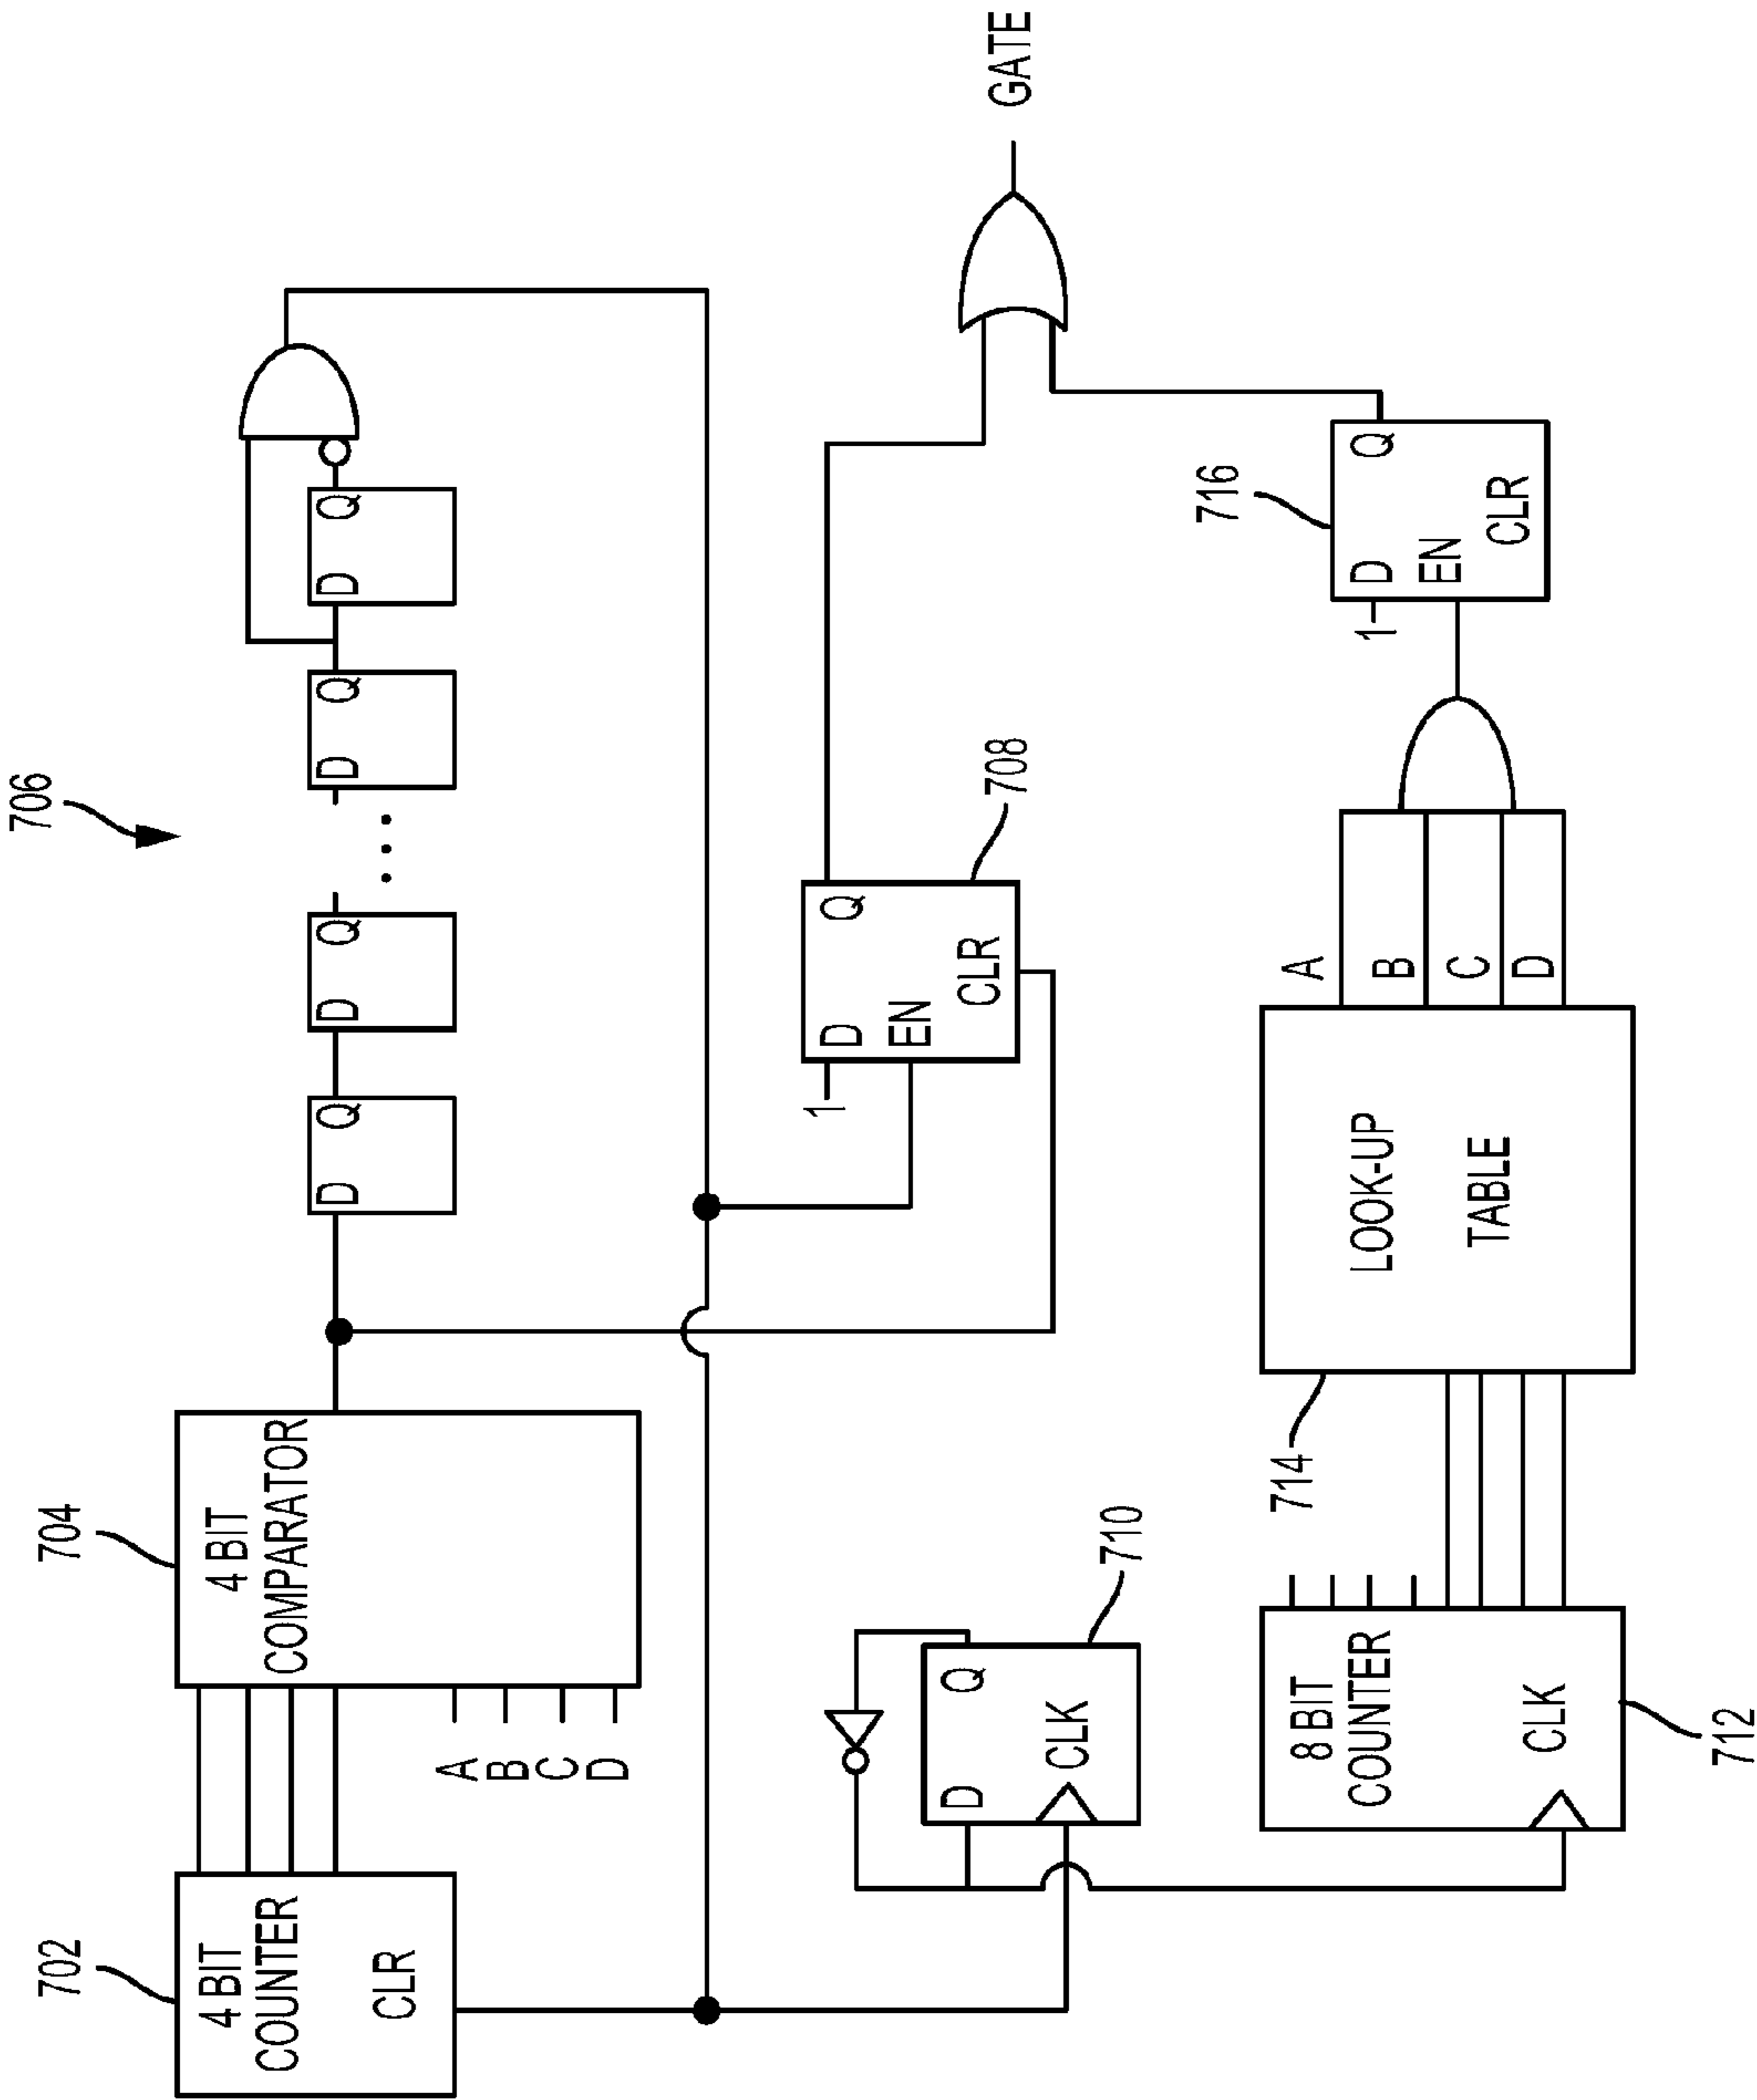 706
D Q
D Q
D Q
D Q
704
4 BIT
COMPARATOR
A
B
C
D
702
4 BIT
COUNTER
CLR
708
1
D Q
EN
CLR
710
D Q
CLK
GATE
712
8 BIT
COUNTER
CLK
714
LOOK-UP
TABLE
A
B
C
D
716
1
D Q
EN
CLR